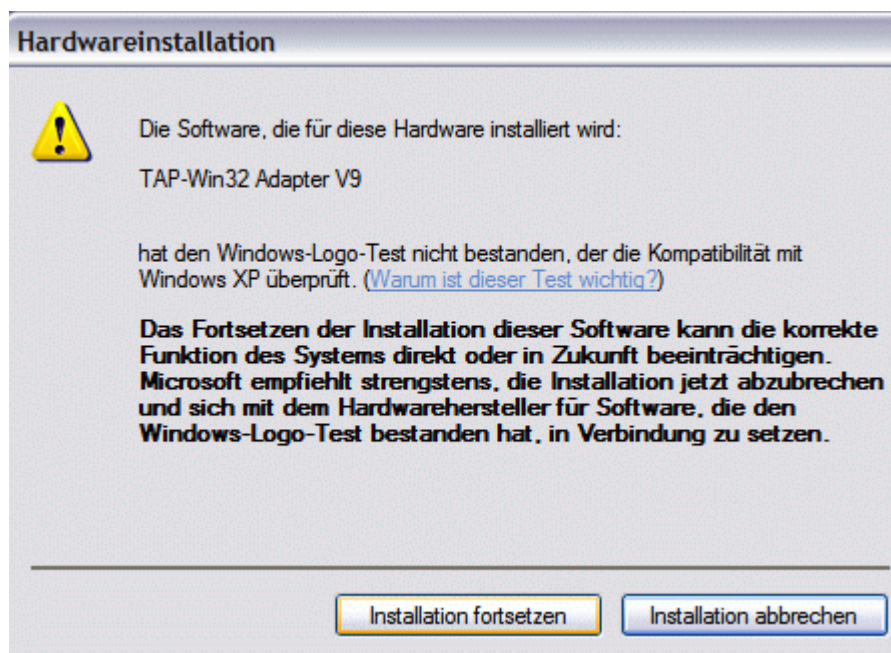 Hardwareinstallation
Die Software, die für diese Hardware installiert wird:
TAP-Win32 Adapter V9
hat den Windows-Logo-Test nicht bestanden, der die Kompatibilität mit
Windows XP überprüft. (Warum ist dieser Test wichtig?)
Das Fortsetzen der Installation dieser Software kann die korrekte
Funktion des Systems direkt oder in Zukunft beeinträchtigen.
Microsoft empfiehlt strengstens, die Installation jetzt abzubrechen
und sich mit dem Hardwarehersteller für Software, die den
Windows-Logo-Test bestanden hat, in Verbindung zu setzen.
Installation fortsetzen Installation abbrechen